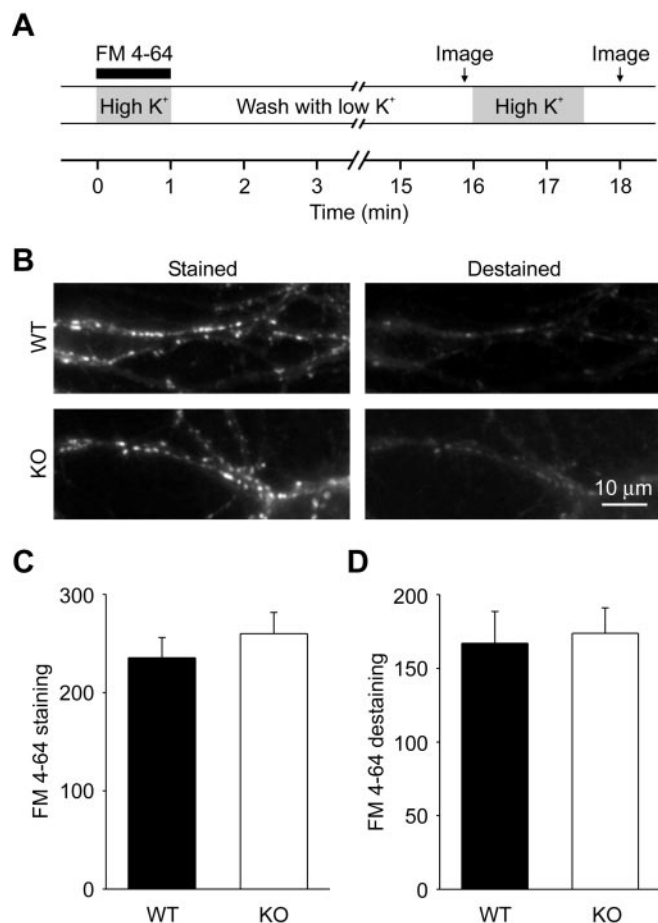 A
FM 4-64
Image
Image
High K⁺
Wash with low K⁺
High K⁺
0 1 2 3 15 16 17 18
Time (min)
B
Stained
Destained
WT
KO
10 μm
C
300
200
100
0
FM 4-64 staining
WT
KO
D
200
150
100
50
0
FM 4-64 destaining
WT
KO